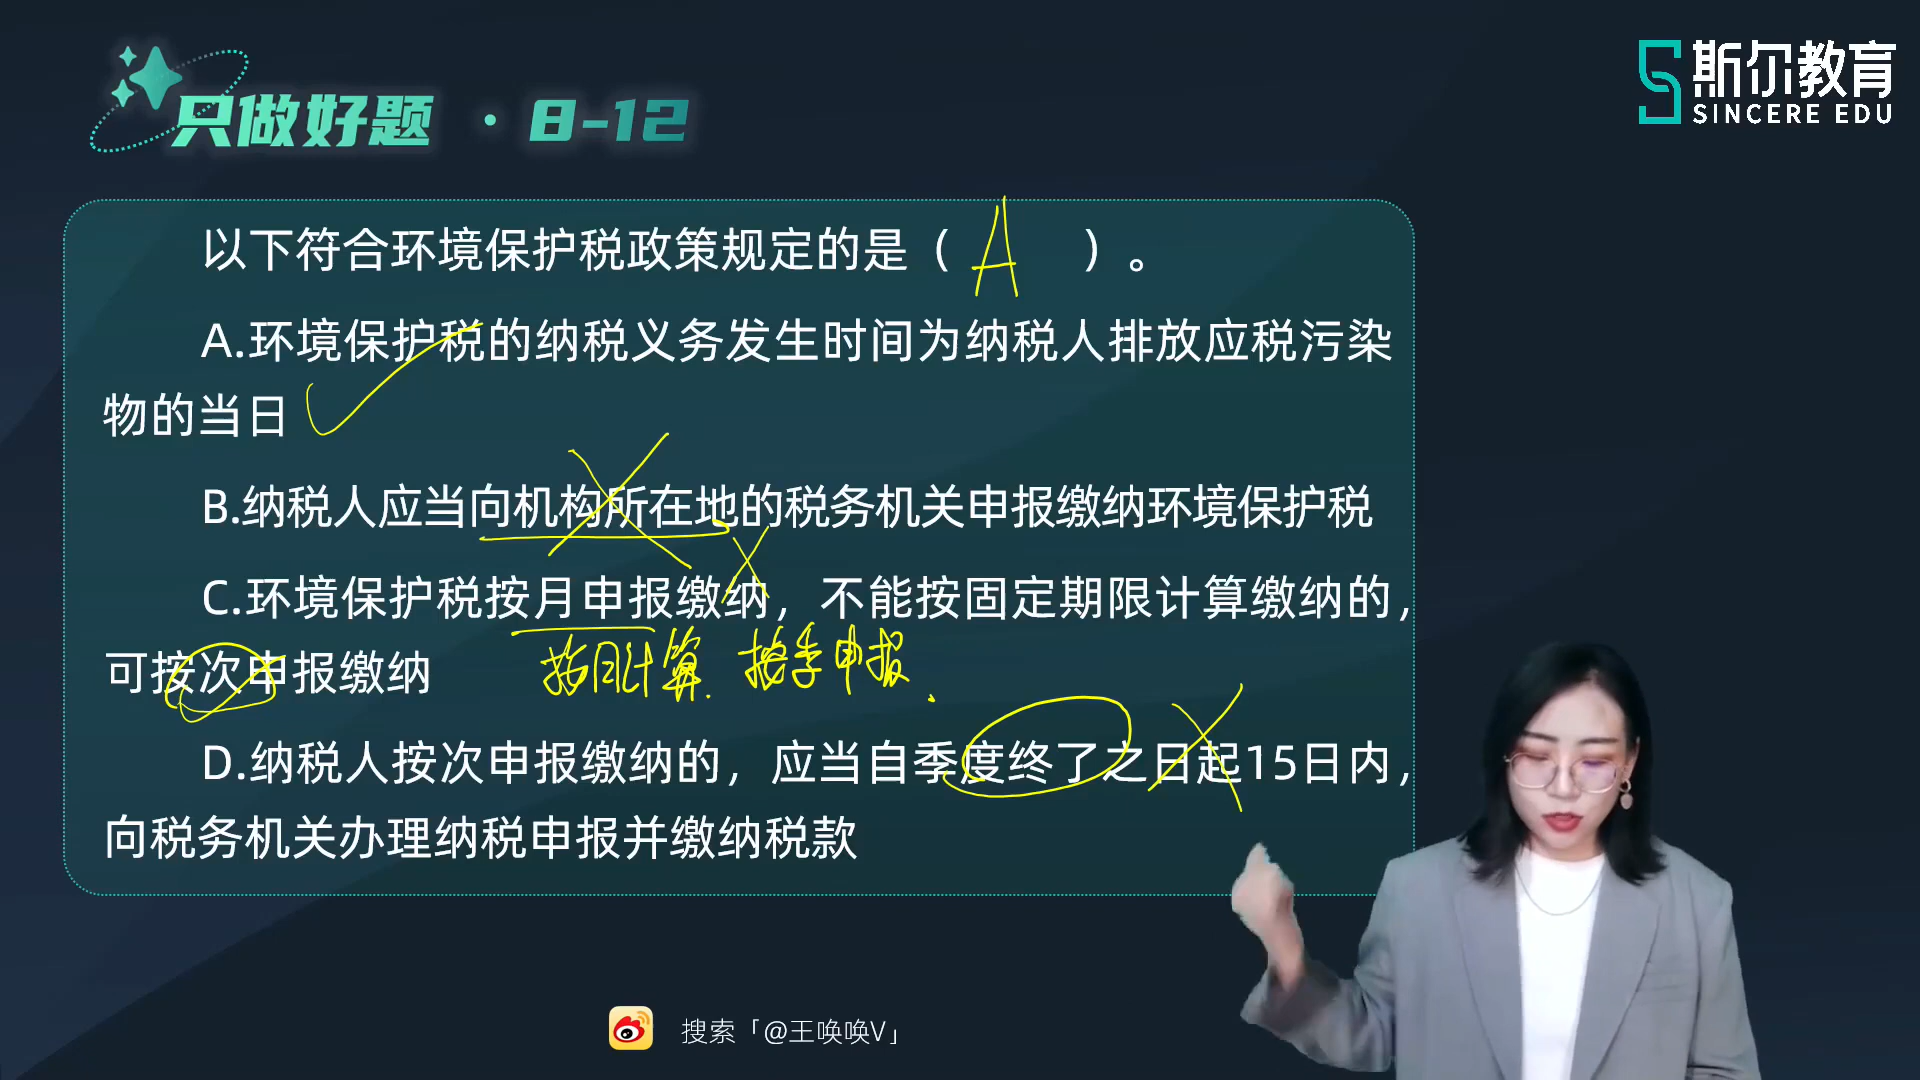 只做好题 · 8-12
斯尔教育
SINCERE EDU
以下符合环境保护税政策规定的是（ A ）。
A.环境保护税的纳税义务发生时间为纳税人排放应税污染
物的当日
B.纳税人应当向机构所在地的税务机关申报缴纳环境保护税
C.环境保护税按月申报缴纳，不能按固定期限计算缴纳的，
可按次申报缴纳
按月计算. 按季申报.
D.纳税人按次申报缴纳的，应当自季度终了之日起15日内，
向税务机关办理纳税申报并缴纳税款
搜索「@王唤唤V」